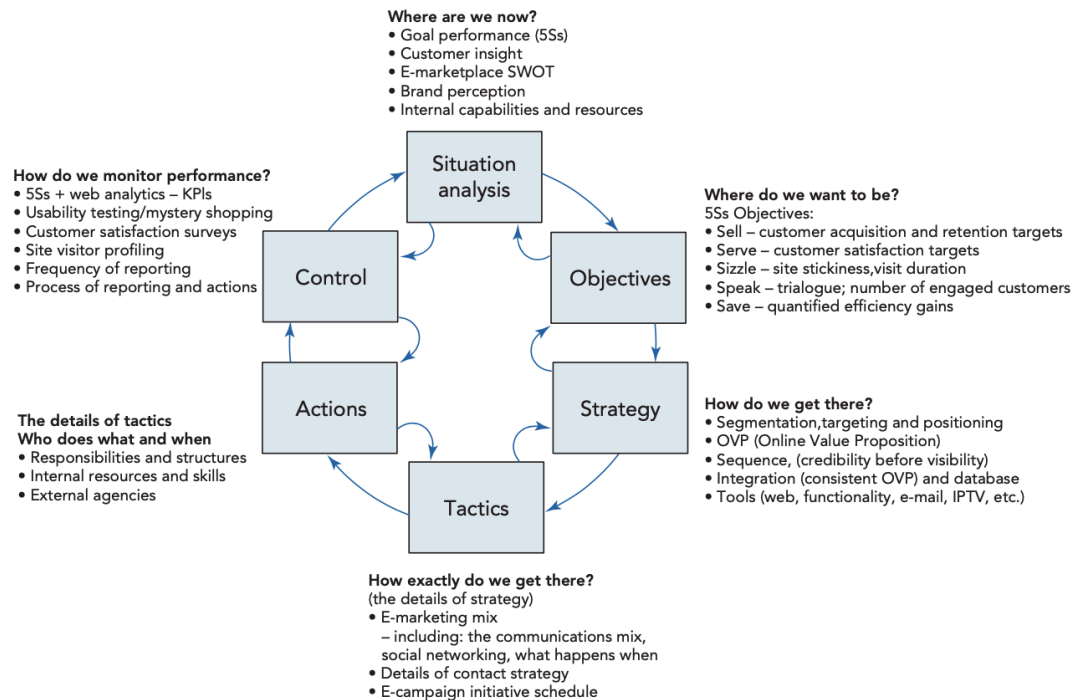 Where are we now?
• Goal performance (5Ss)
• Customer insight
• E-marketplace SWOT
• Brand perception
• Internal capabilities and resources
Situation
analysis
Where do we want to be?
5Ss Objectives:
• Sell – customer acquisition and retention targets
• Serve – customer satisfaction targets
• Sizzle – site stickiness,visit duration
• Speak – trialogue; number of engaged customers
• Save – quantified efficiency gains
Objectives
How do we get there?
• Segmentation,targeting and positioning
• OVP (Online Value Proposition)
• Sequence, (credibility before visibility)
• Integration (consistent OVP) and database
• Tools (web, functionality, e-mail, IPTV, etc.)
Strategy
Tactics
How exactly do we get there?
(the details of strategy)
• E-marketing mix
– including: the communications mix,
social networking, what happens when
• Details of contact strategy
• E-campaign initiative schedule
Actions
The details of tactics
Who does what and when
• Responsibilities and structures
• Internal resources and skills
• External agencies
Control
How do we monitor performance?
• 5Ss + web analytics – KPIs
• Usability testing/mystery shopping
• Customer satisfaction surveys
• Site visitor profiling
• Frequency of reporting
• Process of reporting and actions